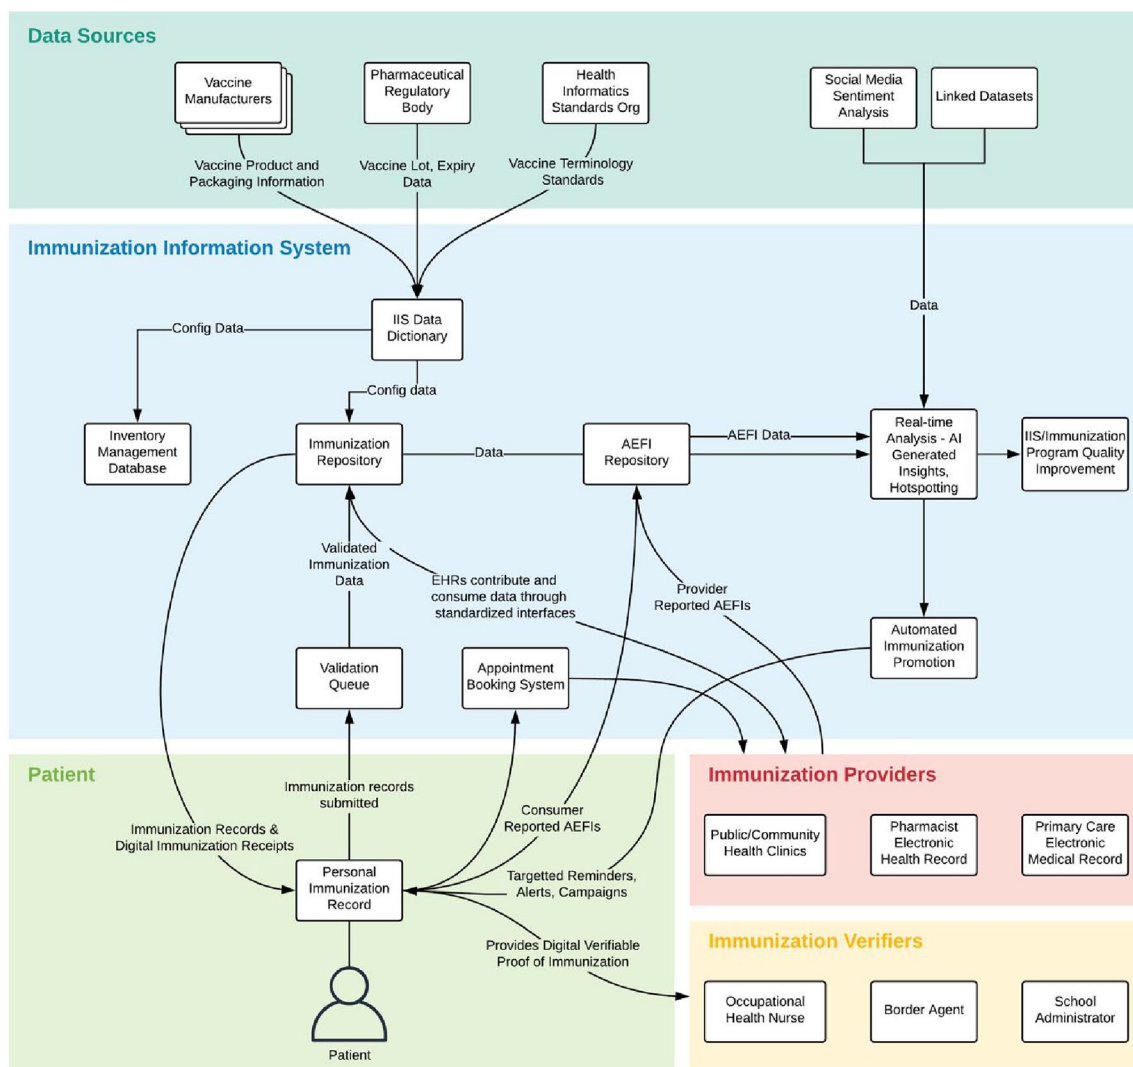 Data Sources
Vaccine
Manufacturers
Pharmaceutical
Regulatory
Body
Health
Informatics
Standards Org
Social Media
Sentiment
Analysis
Linked Datasets
Vaccine Product and
Packaging Information
Vaccine Lot, Expiry
Data
Vaccine Terminology
Standards
Immunization Information System
Data
IIS Data
Dictionary
Config Data
Config data
Inventory
Management
Database
Immunization
Repository
Data
AEFI
Repository
AEFI Data
Real-time
Analysis - AI
Generated
Insights,
Hotspotting
IIS/Immunization
Program Quality
Improvement
Validated
Immunization
Data
EHRs contribute and
consume data through
standardized interfaces
Provider
Reported AEFIs
Automated
Immunization
Promotion
Validation
Queue
Appointment
Booking System
Patient
Immunization records
submitted
Immunization Records &
Digital Immunization Receipts
Consumer
Reported AEFIs
Personal
Immunization
Record
Targetted Reminders,
Alerts, Campaigns
Provides Digital Verifiable
Proof of Immunization
Patient
Immunization Providers
Public/Community
Health Clinics
Pharmacist
Electronic
Health Record
Primary Care
Electronic
Medical Record
Immunization Verifiers
Occupational
Health Nurse
Border Agent
School
Administrator